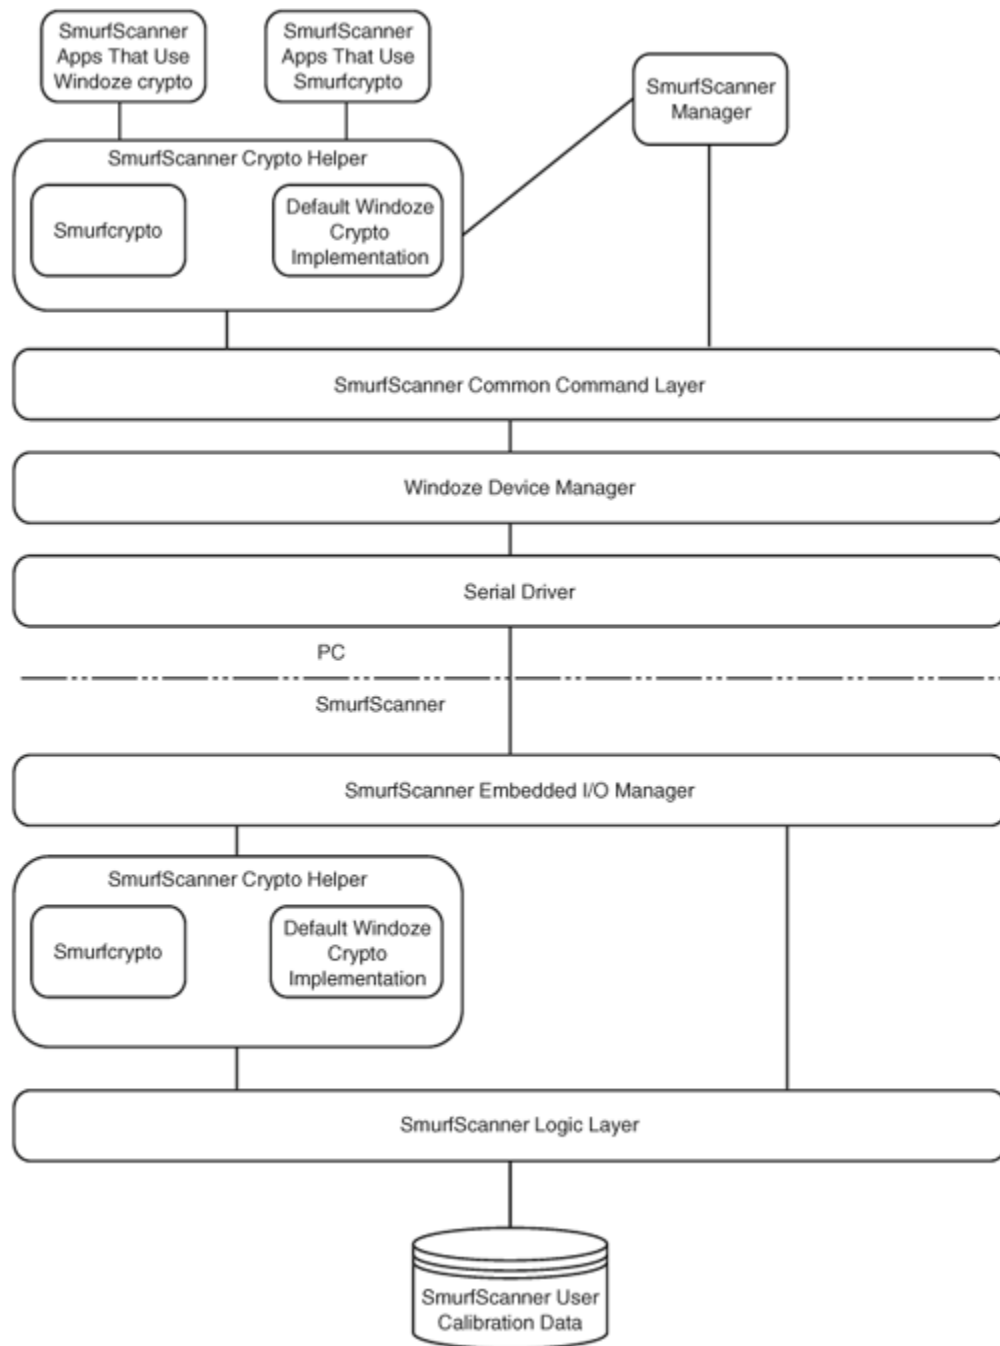 SmurfScanner
Apps That Use
Windoze crypto
SmurfScanner
Apps That Use
Smurfcrypto
SmurfScanner
Manager
SmurfScanner Crypto Helper
Smurfcrypto
Default Windoze
Crypto
Implementation
SmurfScanner Common Command Layer
Windoze Device Manager
Serial Driver
PC
SmurfScanner
SmurfScanner Embedded I/O Manager
SmurfScanner Crypto Helper
Smurfcrypto
Default Windoze
Crypto
Implementation
SmurfScanner Logic Layer
SmurfScanner User
Calibration Data